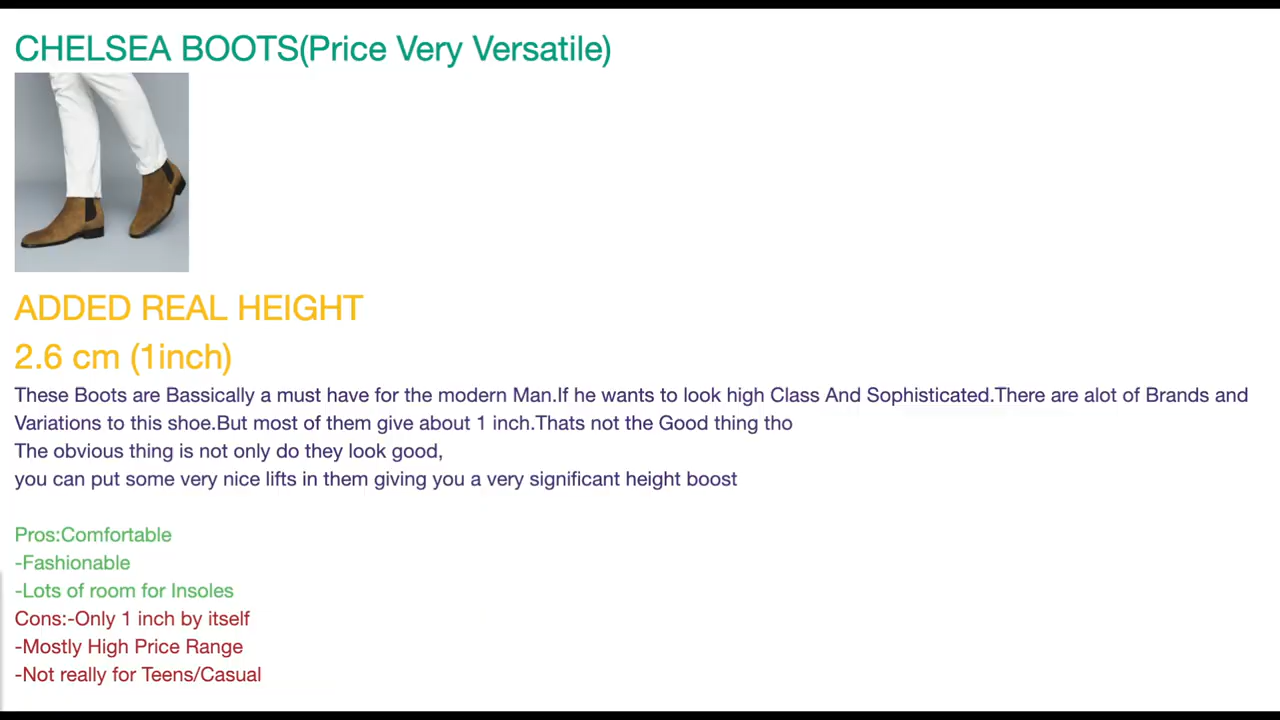 CHELSEA BOOTS(Price Very Versatile)
ADDED REAL HEIGHT
2.6 cm (1inch)
These Boots are Bassically a must have for the modern Man.If he wants to look high Class And Sophisticated.There are alot of Brands and
Variations to this shoe.But most of them give about 1 inch.Thats not the Good thing tho
The obvious thing is not only do they look good,
you can put some very nice lifts in them giving you a very significant height boost
Pros:Comfortable
-Fashionable
-Lots of room for Insoles
Cons:-Only 1 inch by itself
-Mostly High Price Range
-Not really for Teens/Casual